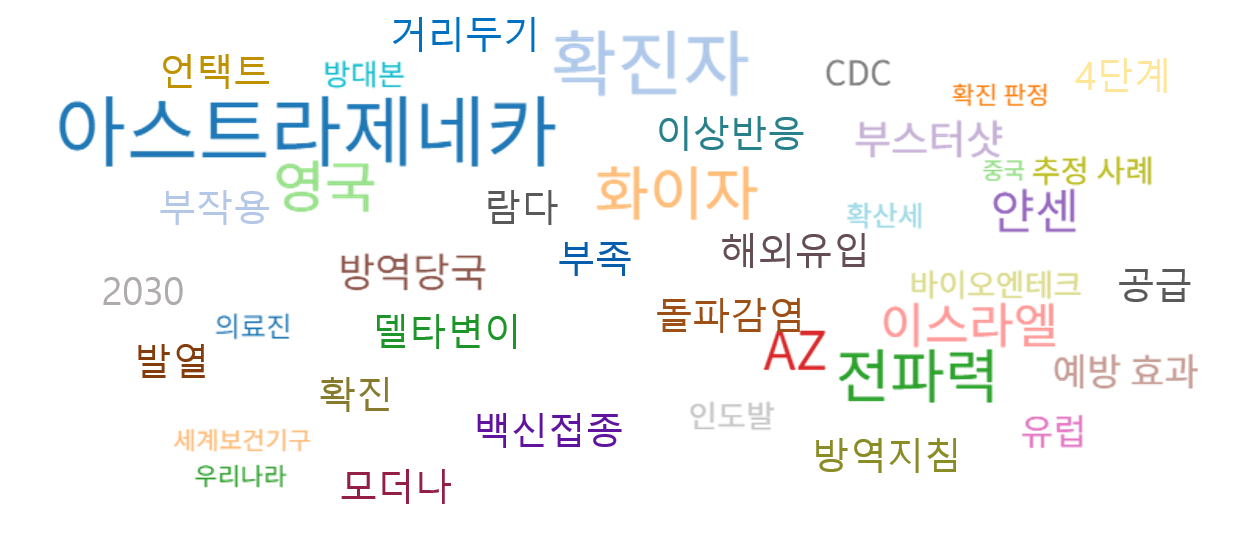 거리두기
확진자
언택트
방대본
CDC
4단계
확진 판정
아스트라제네카
이상반응
부스터샷
영국
중국
추정 사례
부작용
람다
화이자
확산세
얀센
방역당국
부족
해외유입
2030
바이오엔테크
공급
의료진
델타변이
돌파감염
이스라엘
발열
AZ
전파력
예방 효과
확진
인도발
세계보건기구
백신접종
유럽
방역지침
우리나라
모더나